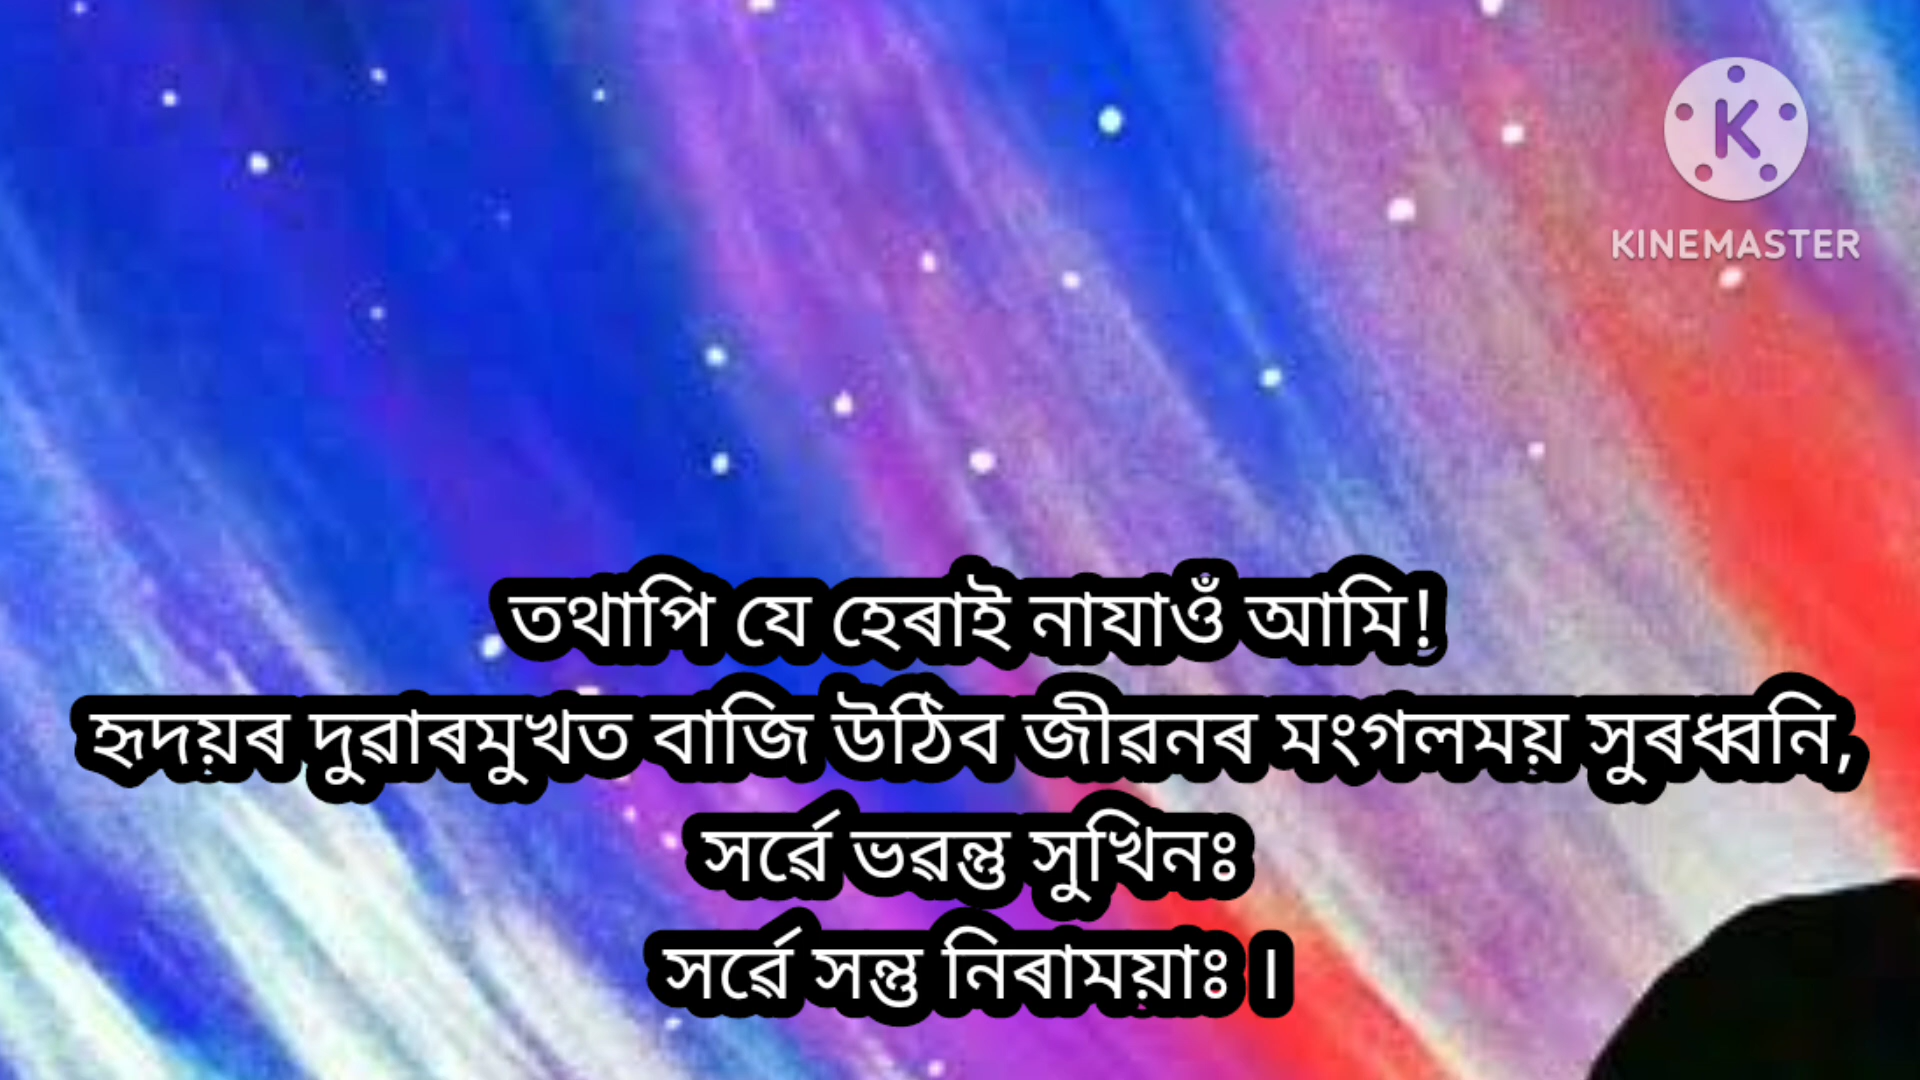 KINEMASTER
তথাপি যে হেৰাই নাযাওঁ আমি!
হৃদয়ৰ দুৱাৰমুখত বাজি উঠিব জীৱনৰ মংগলময় সুৰধ্বনি,
সৰ্ৱে ভৱন্তু সুখিনঃ
সৰ্ৱে সন্তু নিৰাময়াঃ ।